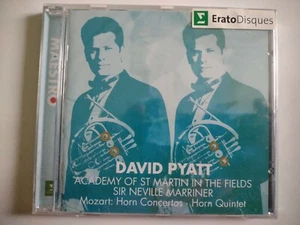 EratoDisques
MAESTRO
DAVID PYATT
ACADEMY OF ST MARTIN IN THE FIELDS
SIR NEVILLE MARRINER
Mozart: Horn Concertos · Horn Quintet